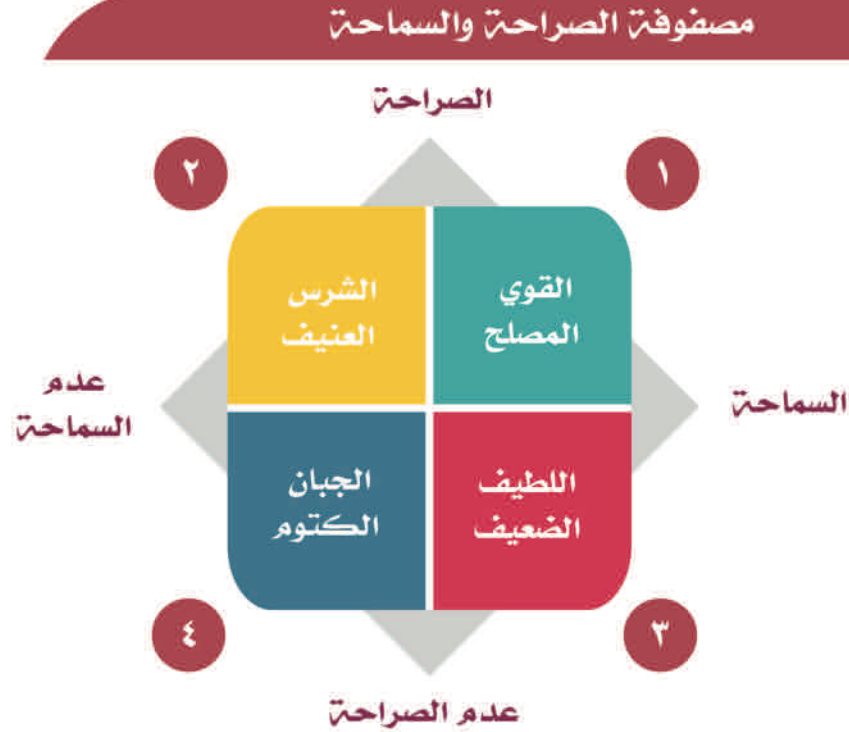 مصفوفة الصراحة والسماحة
الصراحة
١
٢
القوي
المصلح
الشرس
العنيف
السماحة
عدم
السماحة
اللطيف
الضعيف
الجبان
الكتوم
٣
٤
عدم الصراحة